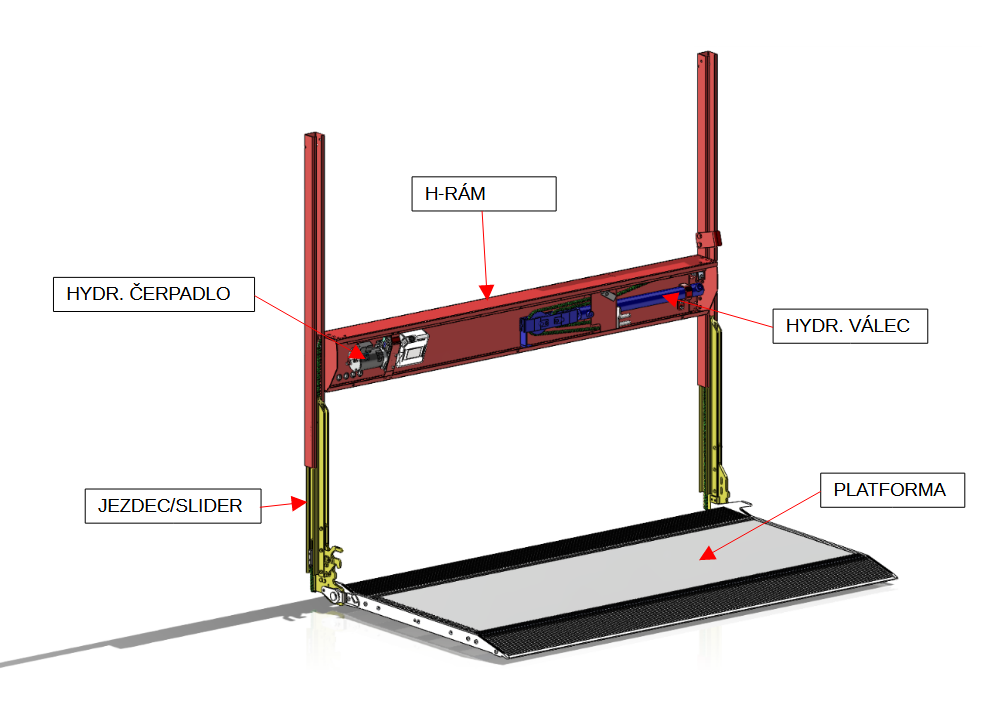 H-RÁM
HYDR. ČERPADLO
HYDR. VÁLEC
PLATFORMA
JEZDEC/SLIDER